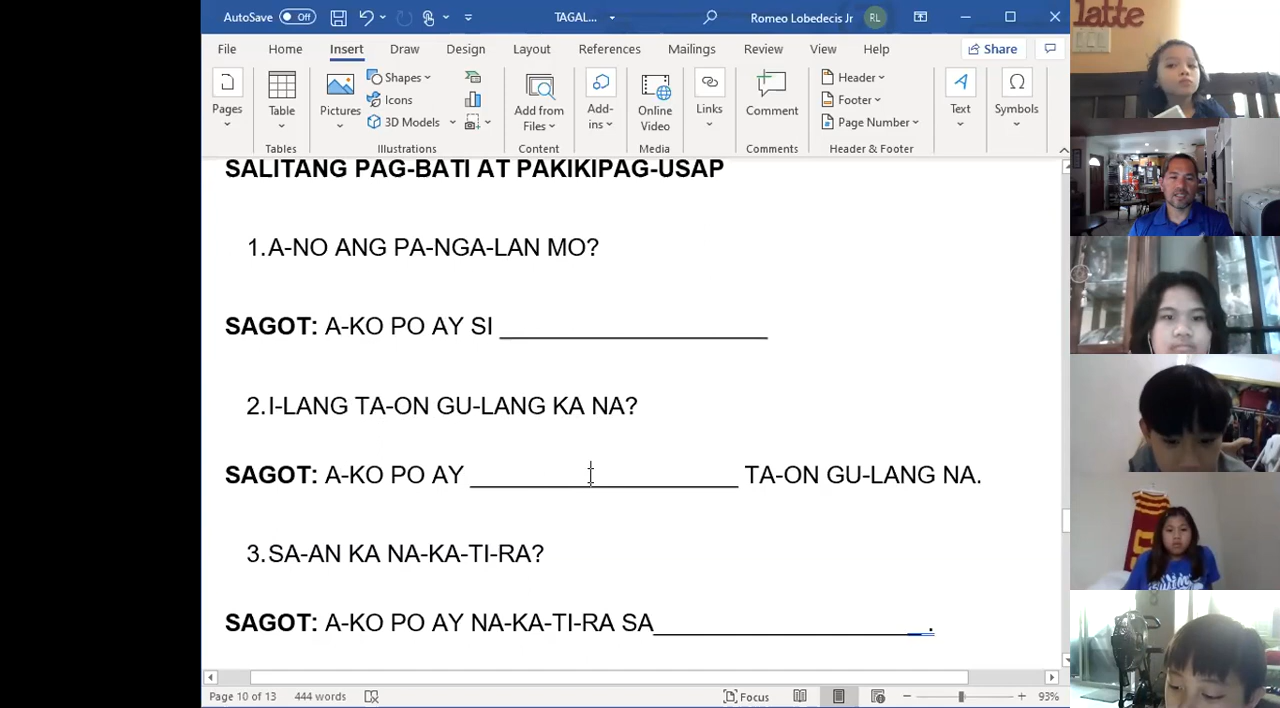 AutoSave Off TAGAL... Romeo Lobedecis Jr RL
File Home Insert Draw Design Layout References Mailings Review View Help Share
Pages Table Pictures Shapes Icons 3D Models Add from Files Add-ins Online Video Links Comment Header Footer Page Number Text Symbols
Tables Illustrations Content Media Comments Header & Footer
SALITANG PAG-BATI AT PAKIKIPAG-USAP
1. A-NO ANG PA-NGA-LAN MO?
SAGOT: A-KO PO AY SI ____________________
2. I-LANG TA-ON GU-LANG KA NA?
SAGOT: A-KO PO AY ____________________ TA-ON GU-LANG NA.
3. SA-AN KA NA-KA-TI-RA?
SAGOT: A-KO PO AY NA-KA-TI-RA SA____________________.
Page 10 of 13 444 words Focus 93%
latte